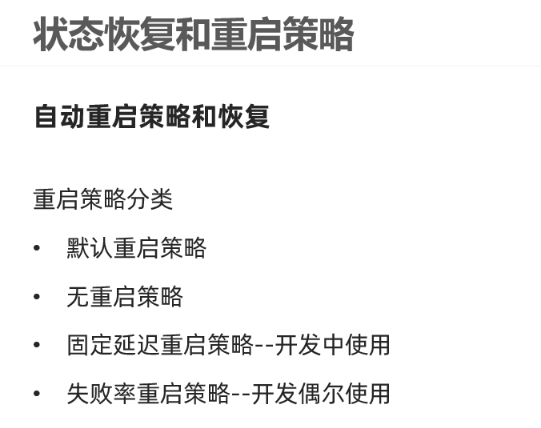 状态恢复和重启策略
自动重启策略和恢复
重启策略分类
• 默认重启策略
• 无重启策略
• 固定延迟重启策略--开发中使用
• 失败率重启策略--开发偶尔使用